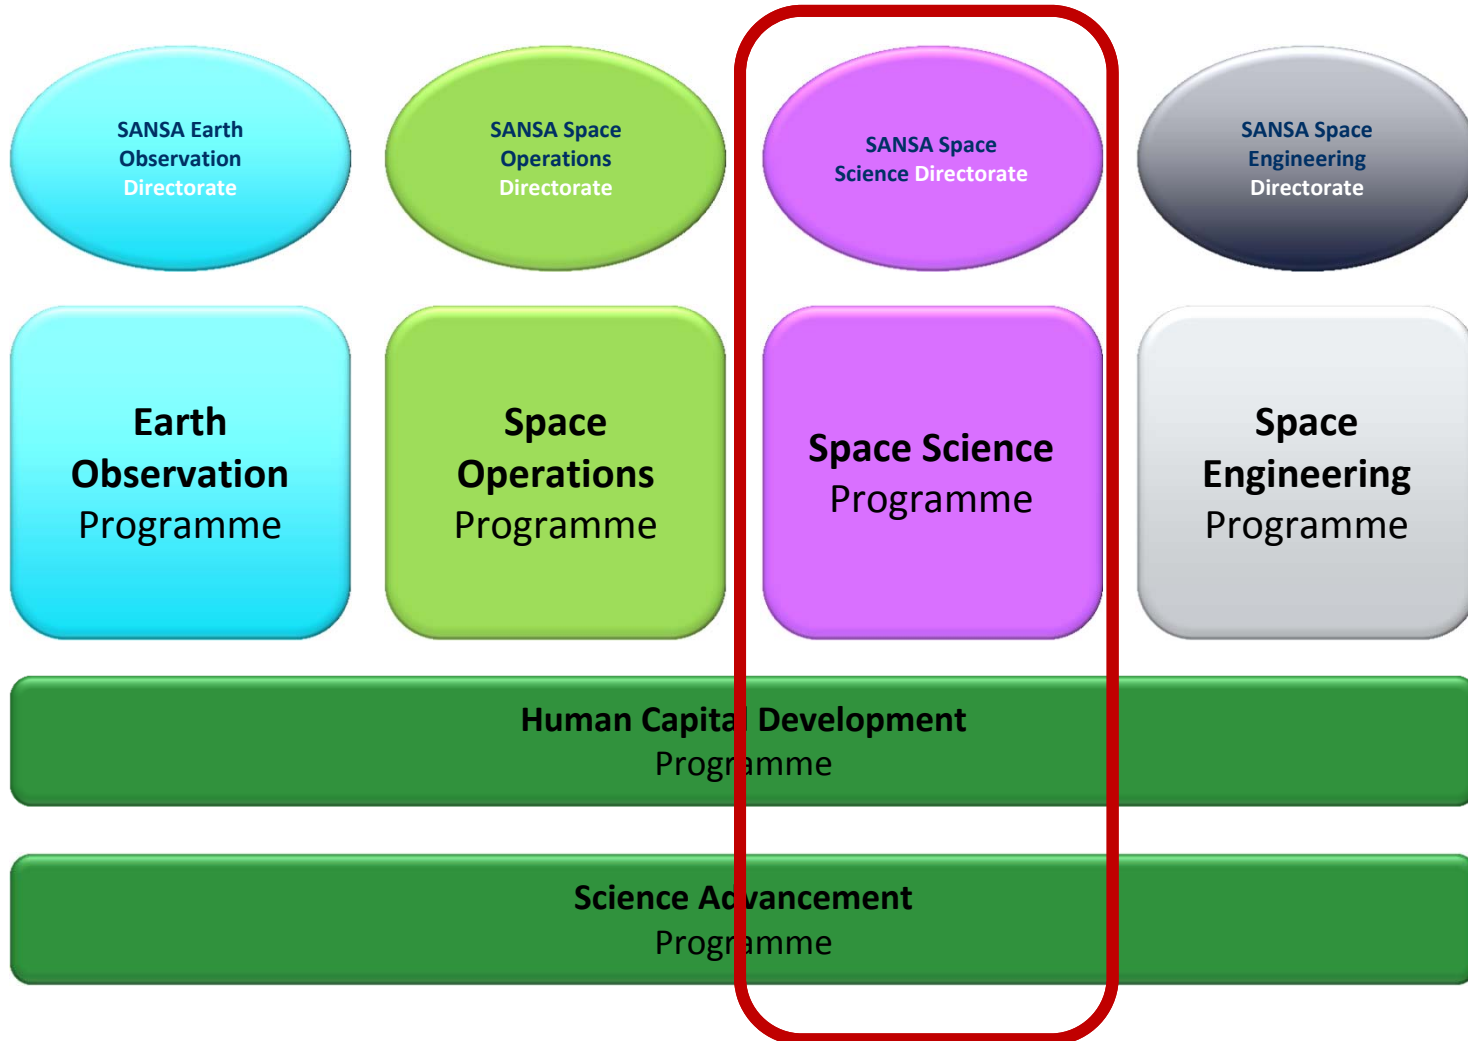 SANSA Earth
Observation
Directorate
SANSA Space
Operations
Directorate
SANSA Space
Science Directorate
SANSA Space
Engineering
Directorate
Earth
Observation
Programme
Space
Operations
Programme
Space Science
Programme
Space
Engineering
Programme
Human Capital Development
Programme
Science Advancement
Programme